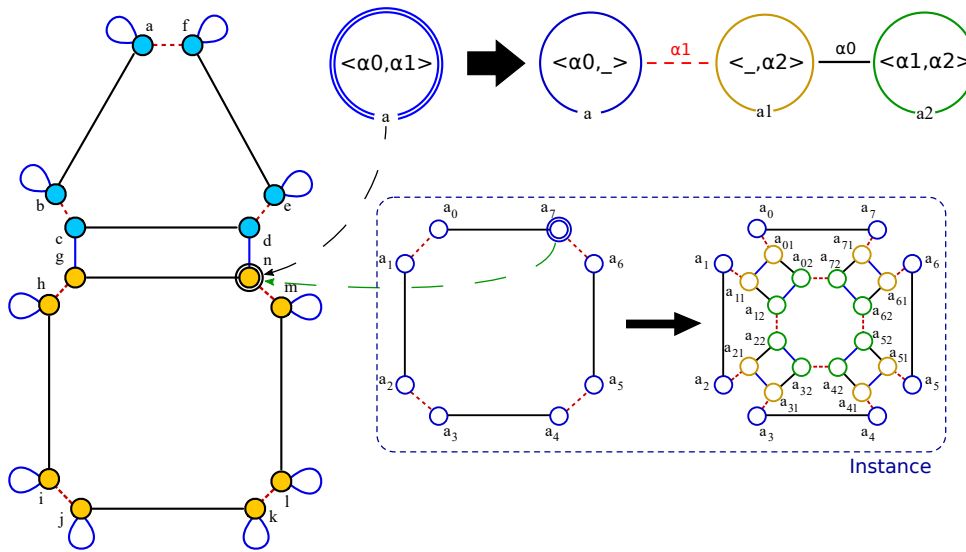 a f
<α0,α1>
a
<α0,_>
a
α1
<_,α2>
a1
α0
<α1,α2>
a2
b e
c d
g n
h m
i l
j k
a0 a7
a1 a6
a2 a5
a3 a4
a0 a7
a01 a71
a1 a02 a72 a6
a11 a61
a12 a62
a22 a52
a21 a51
a2 a32 a42 a5
a31 a41
a3 a4
Instance